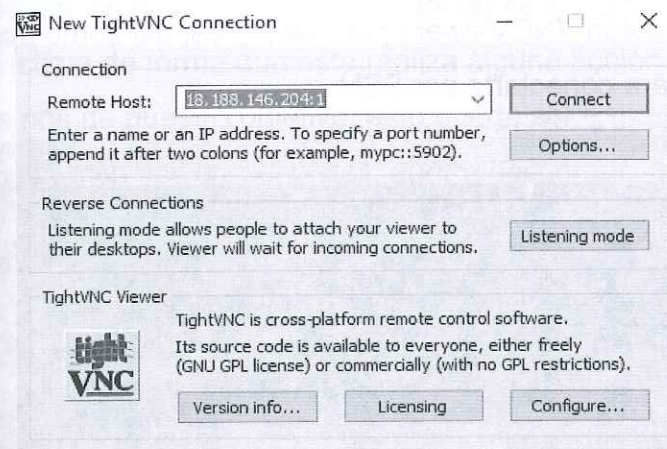 New TightVNC Connection
Connection
Remote Host: 18.188.146.204:1
Connect
Enter a name or an IP address. To specify a port number,
append it after two colons (for example, mypc::5902).
Options...
Reverse Connections
Listening mode allows people to attach your viewer to
their desktops. Viewer will wait for incoming connections.
Listening mode
TightVNC Viewer
tight
VNC
TightVNC is cross-platform remote control software.
Its source code is available to everyone, either freely
(GNU GPL license) or commercially (with no GPL restrictions).
Version info...
Licensing
Configure...